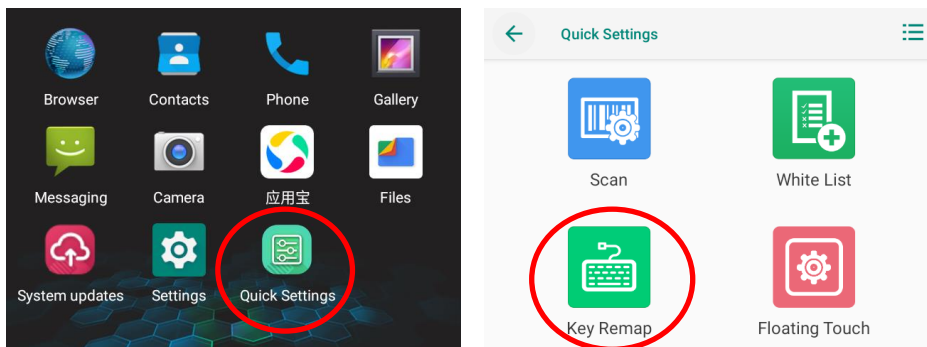 Browser Contacts Phone Gallery
Messaging Camera 应用宝 Files
System updates Settings Quick Settings
Quick Settings
Scan White List
Key Remap Floating Touch